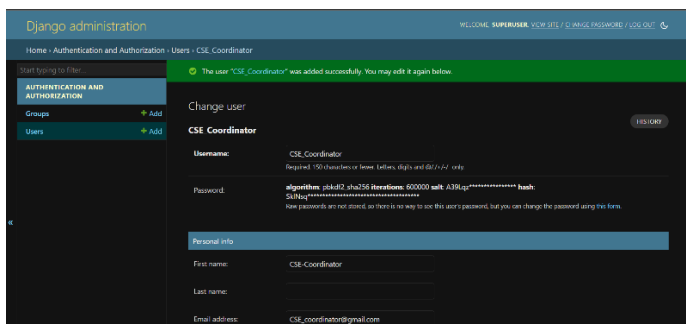 Django administration
WELCOME, SUPERUSER. VIEW SITE / CHANGE PASSWORD / LOG OUT
Home › Authentication and Authorization › Users › CSE_Coordinator
Start typing to filter...
AUTHENTICATION AND
AUTHORIZATION
Groups + Add
Users + Add
The user "CSE_Coordinator" was added successfully. You may edit it again below.
Change user
HISTORY
CSE Coordinator
Username: CSE_Coordinator
Required. 150 characters or fewer. Letters, digits and @/./+/-/_ only.
Password: algorithm: pbkdf2_sha256 iterations: 600000 salt: hash:
Raw passwords are not stored, so there is no way to see this user's password, but you can change the password using this form.
«
Personal info
First name: CSE-Coordinator
Last name:
Email address: CSE_coordinator@gmail.com